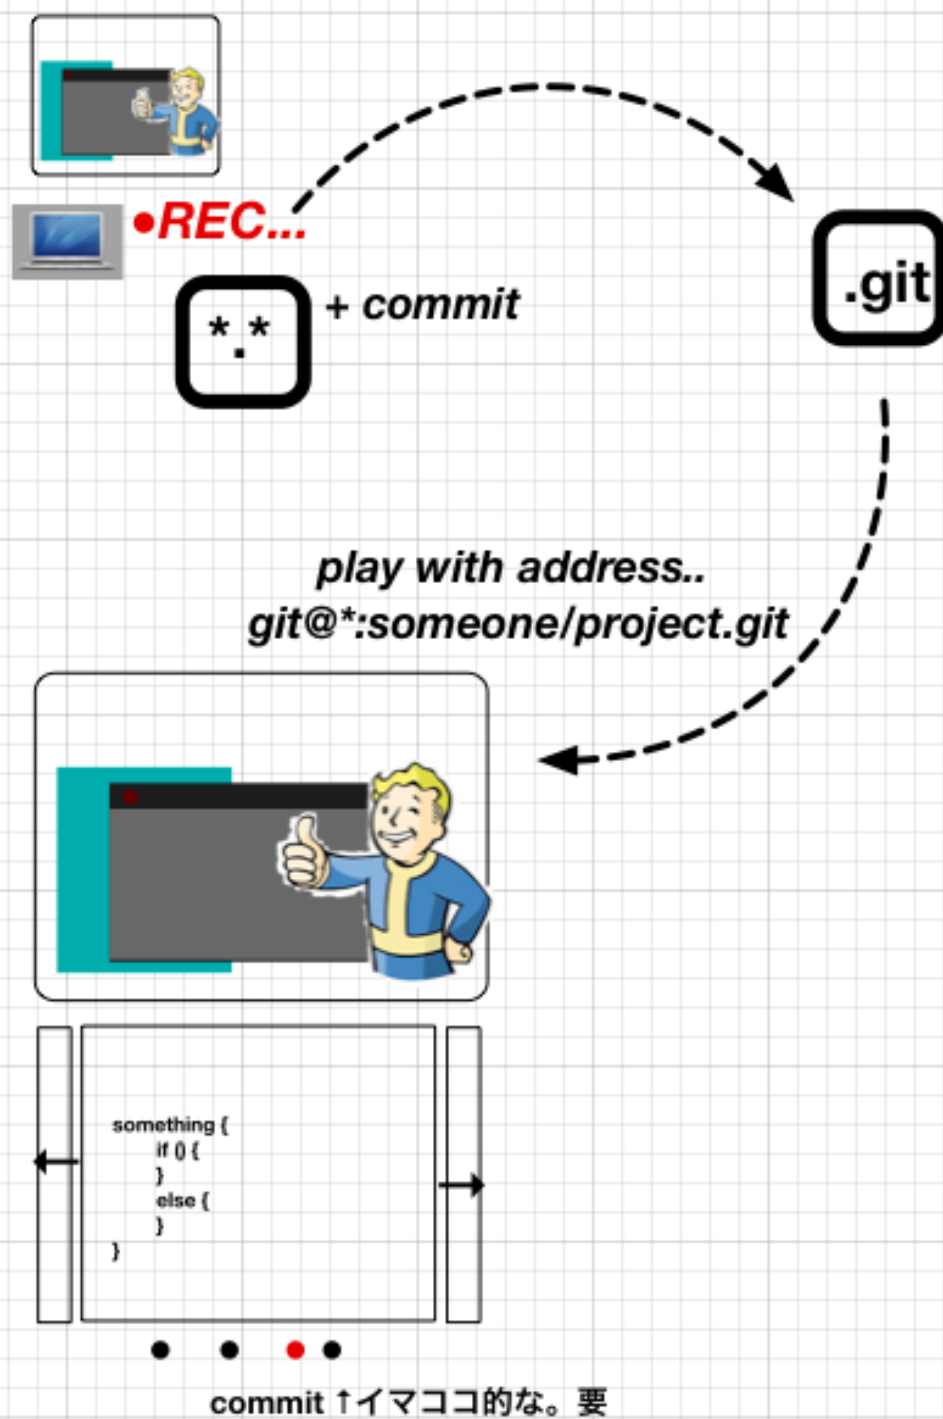 ●REC...
*.*
+ commit
.git
play with address..
git@*:someone/project.git
something {
if () {
}
else {
}
}
commit ↑イマココ的な。要